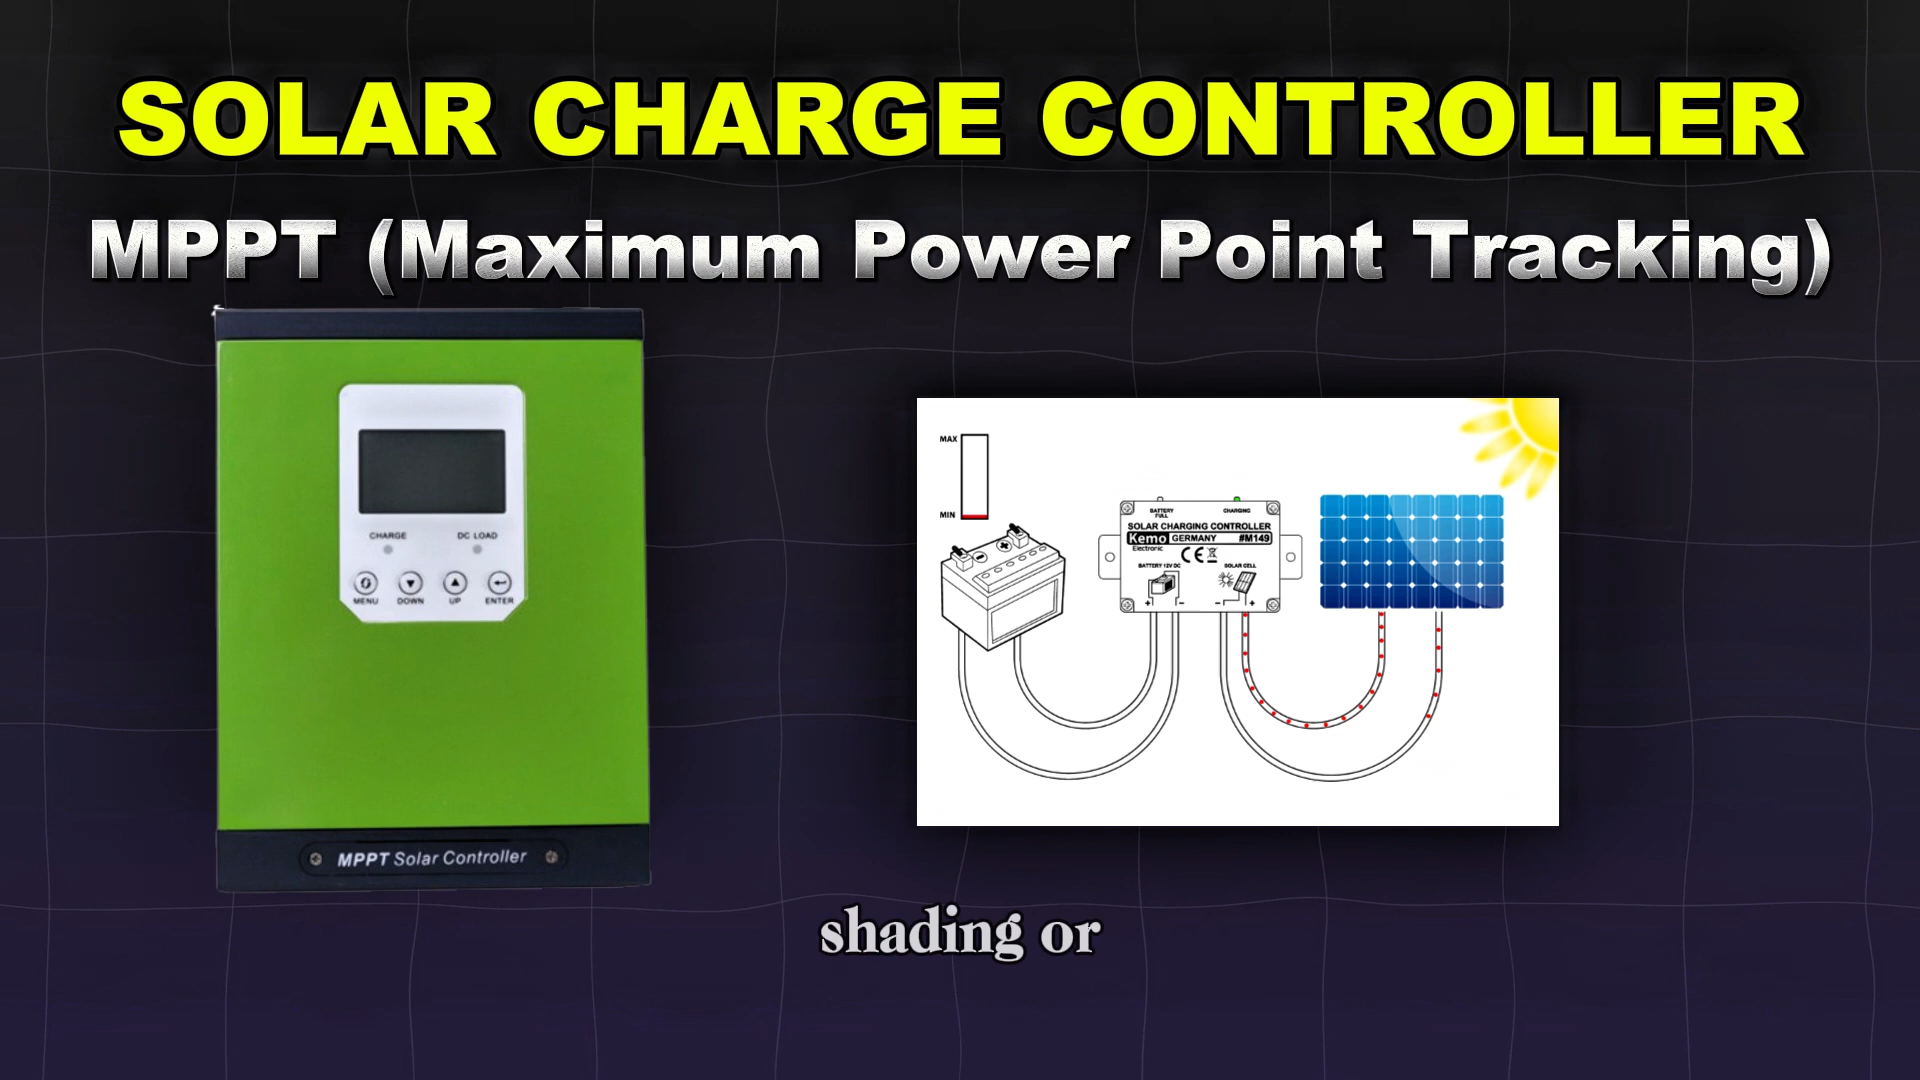 SOLAR CHARGE CONTROLLER
MPPT (Maximum Power Point Tracking)
CHARGE DC LOAD
MENU DOWN UP ENTER
MPPT Solar Controller
MAX
MIN
BATTERY FULL
CHARGING
SOLAR CHARGING CONTROLLER
Kemo GERMANY #M149
Electronic
CE
BATTERY 12V DC SOLAR CELL
+ − − +
shading or